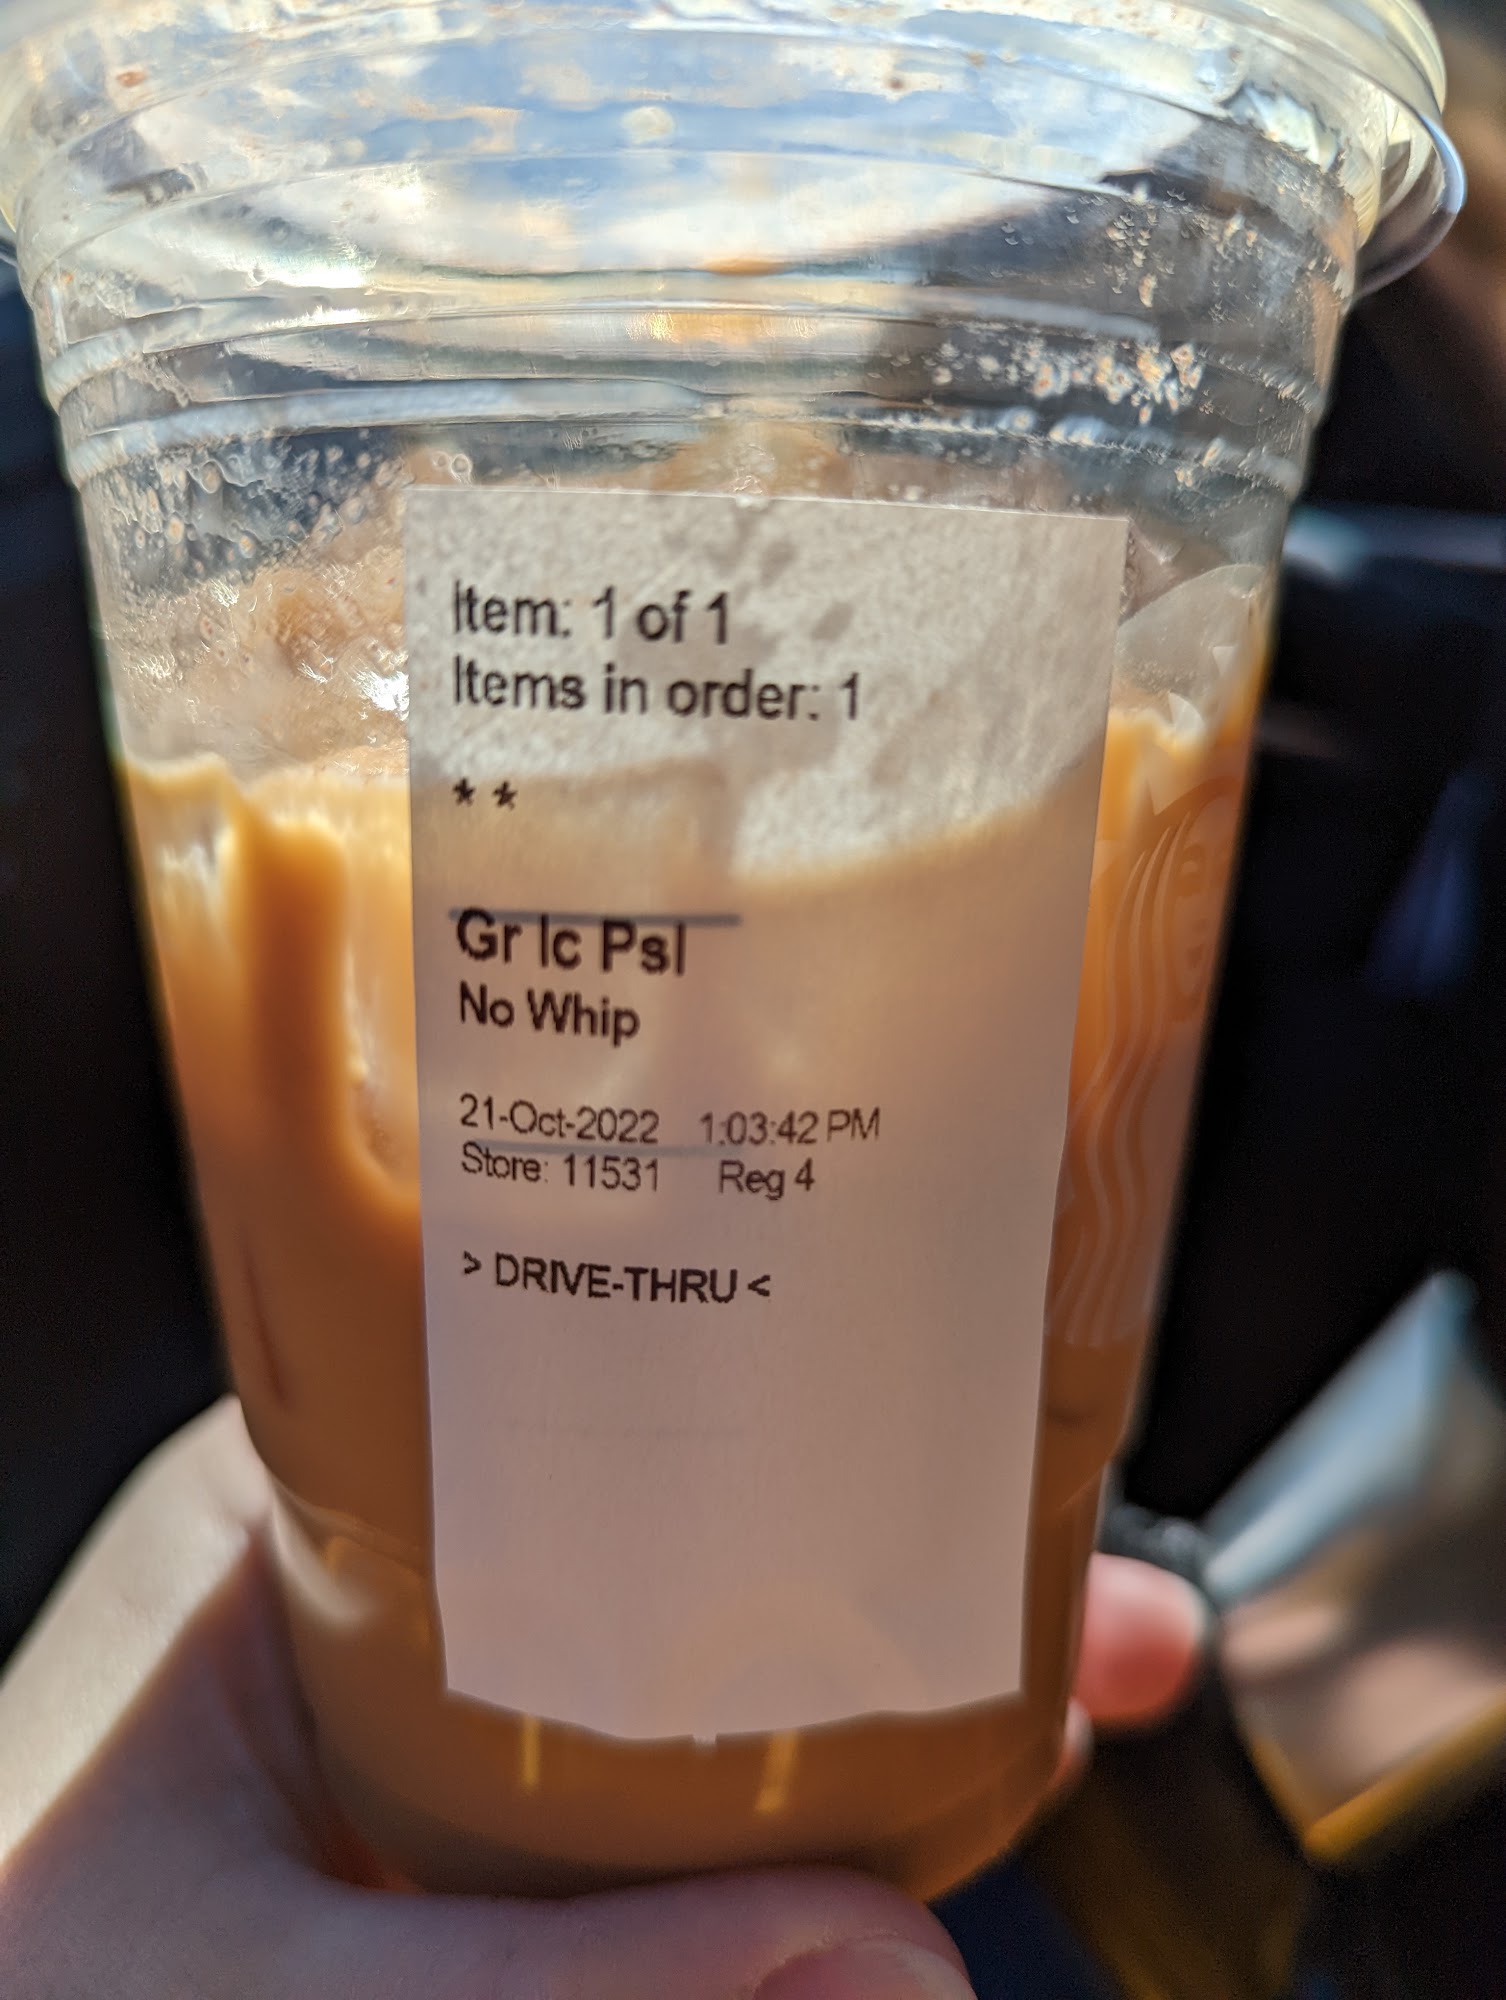 Item: 1 of 1
Items in order: 1
* *
Gr Ic Psl
No Whip
21-Oct-2022 1:03:42 PM
Store: 11531 Reg 4
> DRIVE-THRU <